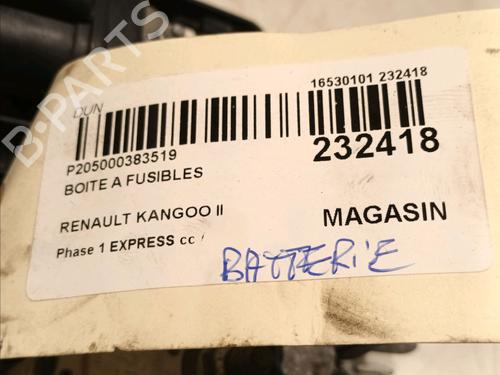 DUN
16530101 232418
P205000383519
232418
BOITE A FUSIBLES
RENAULT KANGOO II
MAGASIN
Phase 1 EXPRESS cc /
BATTERIE
B-PARTS